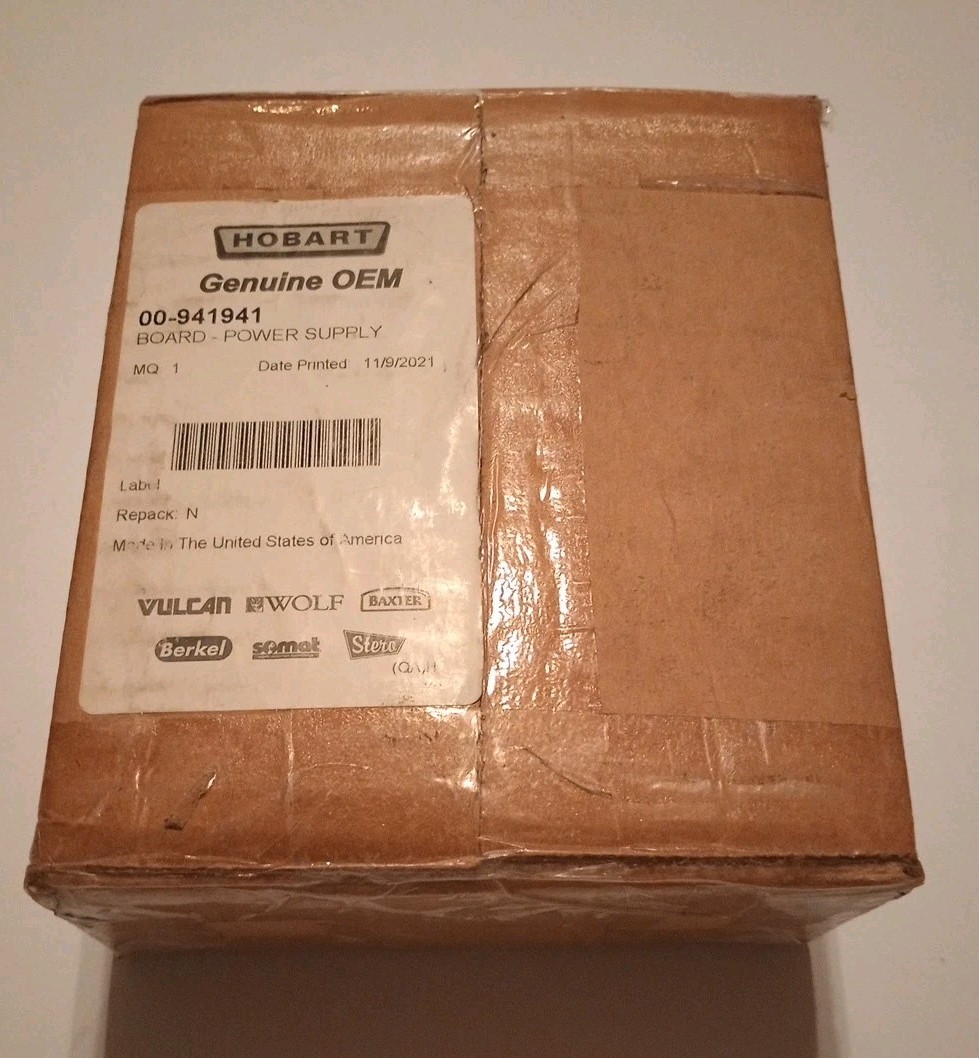 HOBART
Genuine OEM
00-941941
BOARD - POWER SUPPLY
MQ 1 Date Printed 11/9/2021
Label
Repack: N
Made in The United States of America
VULCAN WOLF BAXTER
Berkel somat Stero